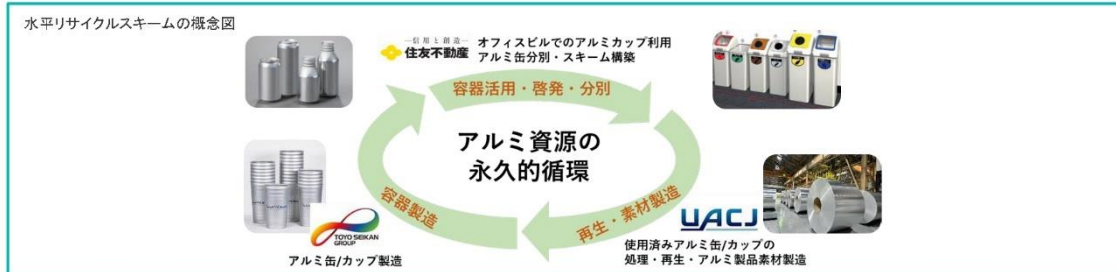 水平リサイクルスキームの概念図
―信用と創造―
住友不動産
オフィスビルでのアルミカップ利用
アルミ缶分別・スキーム構築
容器活用・啓発・分別
アルミ資源の
永久的循環
容器製造
再生・素材製造
TOYO SEIKAN
GROUP
アルミ缶/カップ製造
UACJ
使用済みアルミ缶/カップの
処理・再生・アルミ製品素材製造